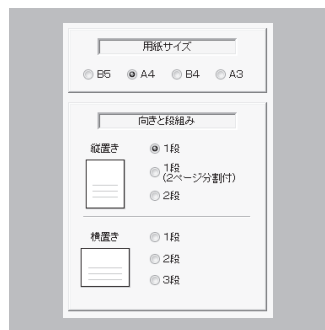 用紙サイズ
B5 A4 B4 A3
向きと段組み
縦置き
1段
1段
(2ページ分割付)
2段
横置き
1段
2段
3段